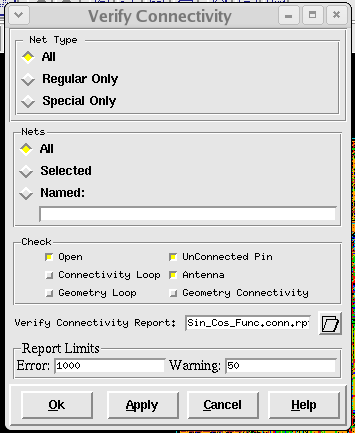 Verify Connectivity
Net Type
All
Regular Only
Special Only
Nets
All
Selected
Named:
Check
Open UnConnected Pin
Connectivity Loop Antenna
Geometry Loop Geometry Connectivity
Verify Connectivity Report: Sin_Cos_Func.conn.rp
Report Limits
Error: 1000 Warning: 50
Ok Apply Cancel Help